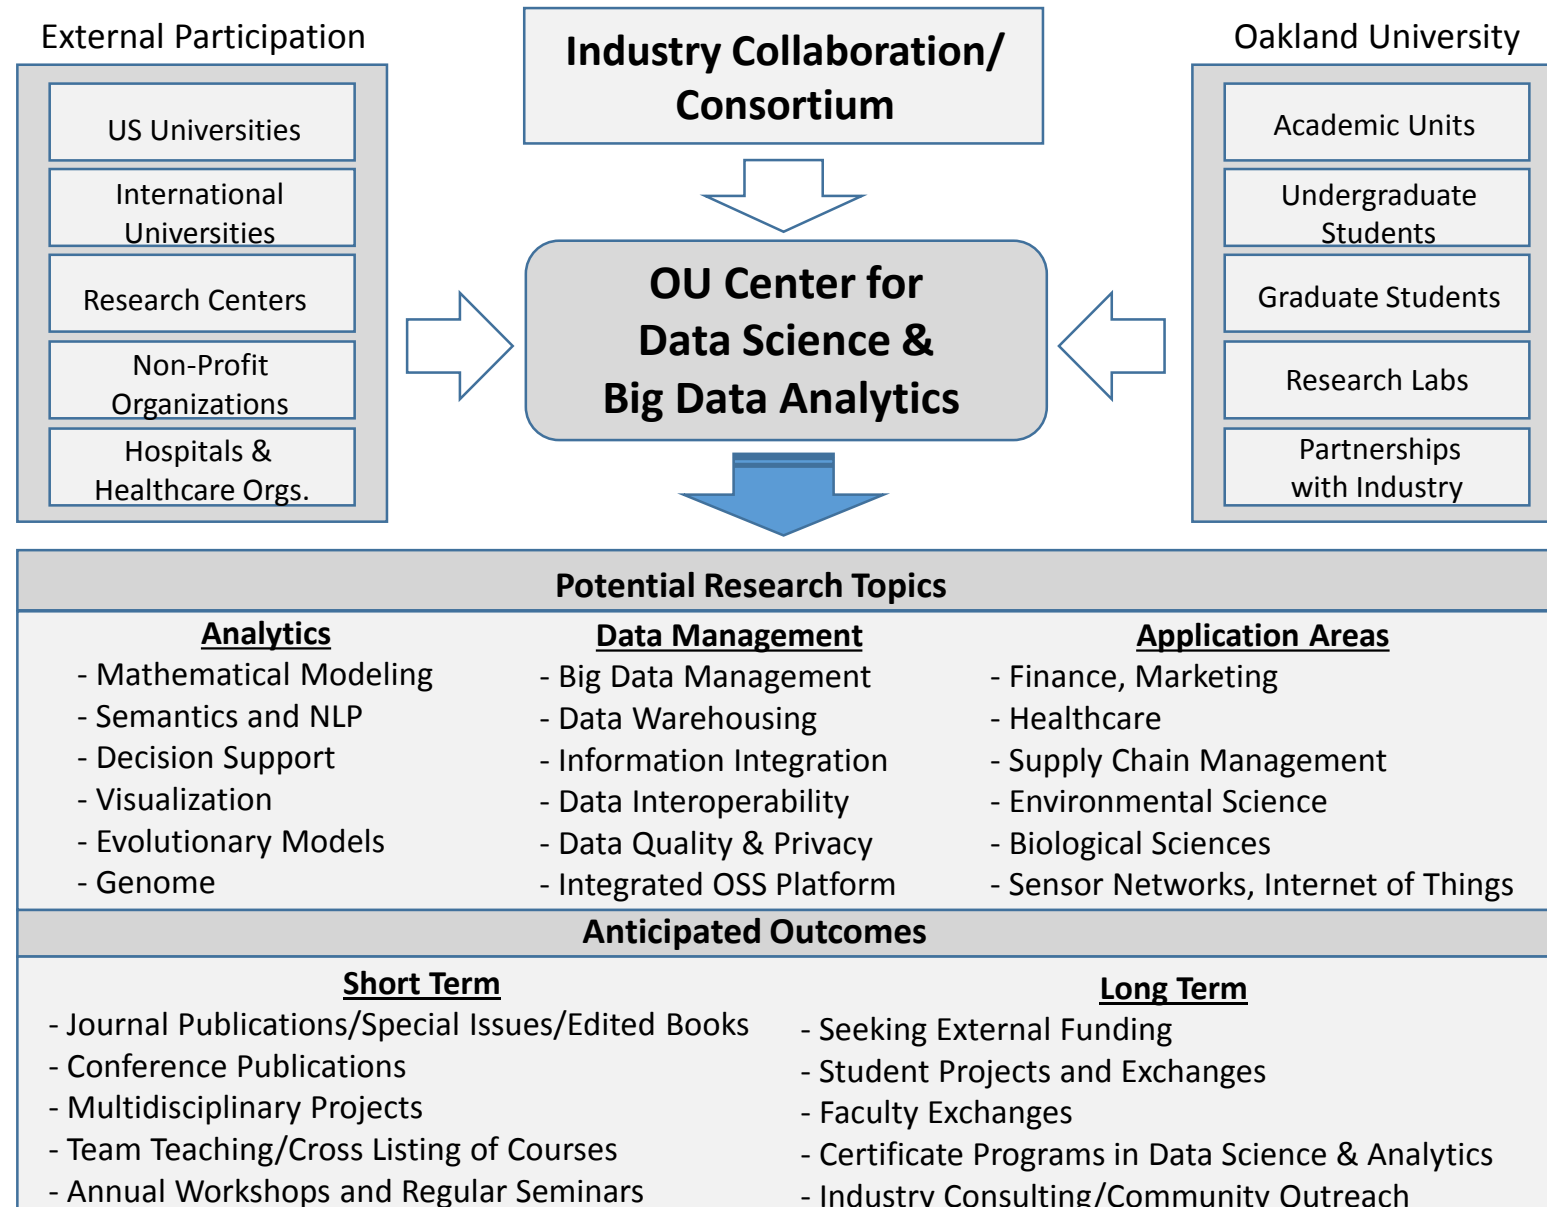 External Participation
US Universities
International
Universities
Research Centers
Non-Profit
Organizations
Hospitals &
Healthcare Orgs.
Industry Collaboration/
Consortium
OU Center for
Data Science &
Big Data Analytics
Oakland University
Academic Units
Undergraduate
Students
Graduate Students
Research Labs
Partnerships
with Industry
Potential Research Topics
Analytics
- Mathematical Modeling
- Semantics and NLP
- Decision Support
- Visualization
- Evolutionary Models
- Genome
Data Management
- Big Data Management
- Data Warehousing
- Information Integration
- Data Interoperability
- Data Quality & Privacy
- Integrated OSS Platform
Application Areas
- Finance, Marketing
- Healthcare
- Supply Chain Management
- Environmental Science
- Biological Sciences
- Sensor Networks, Internet of Things
Anticipated Outcomes
Short Term
- Journal Publications/Special Issues/Edited Books
- Conference Publications
- Multidisciplinary Projects
- Team Teaching/Cross Listing of Courses
- Annual Workshops and Regular Seminars
Long Term
- Seeking External Funding
- Student Projects and Exchanges
- Faculty Exchanges
- Certificate Programs in Data Science & Analytics
- Industry Consulting/Community Outreach